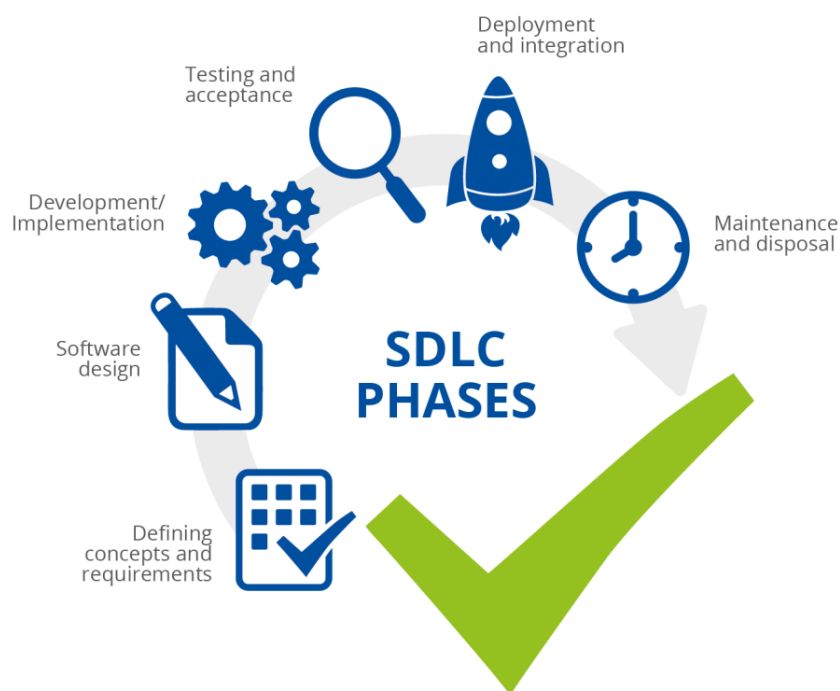 Deployment
and integration
Testing and
acceptance
Development/
Implementation
Maintenance
and disposal
Software
design
SDLC
PHASES
Defining
concepts and
requirements